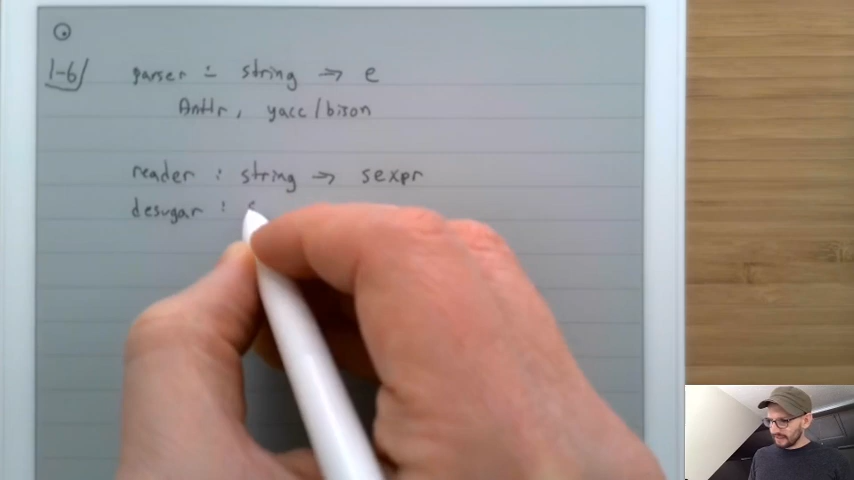 1-6/ parser : string → e
Antlr, yacc/bison
reader : string → sexpr
desugar : s